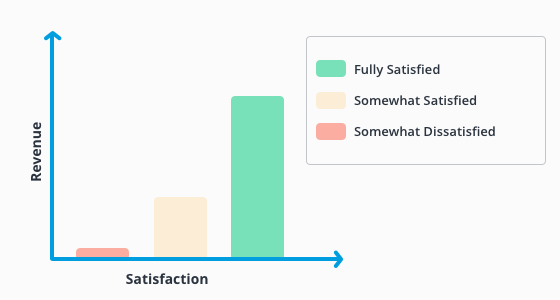 Fully Satisfied
Somewhat Satisfied
Somewhat Dissatisfied
Revenue
Satisfaction